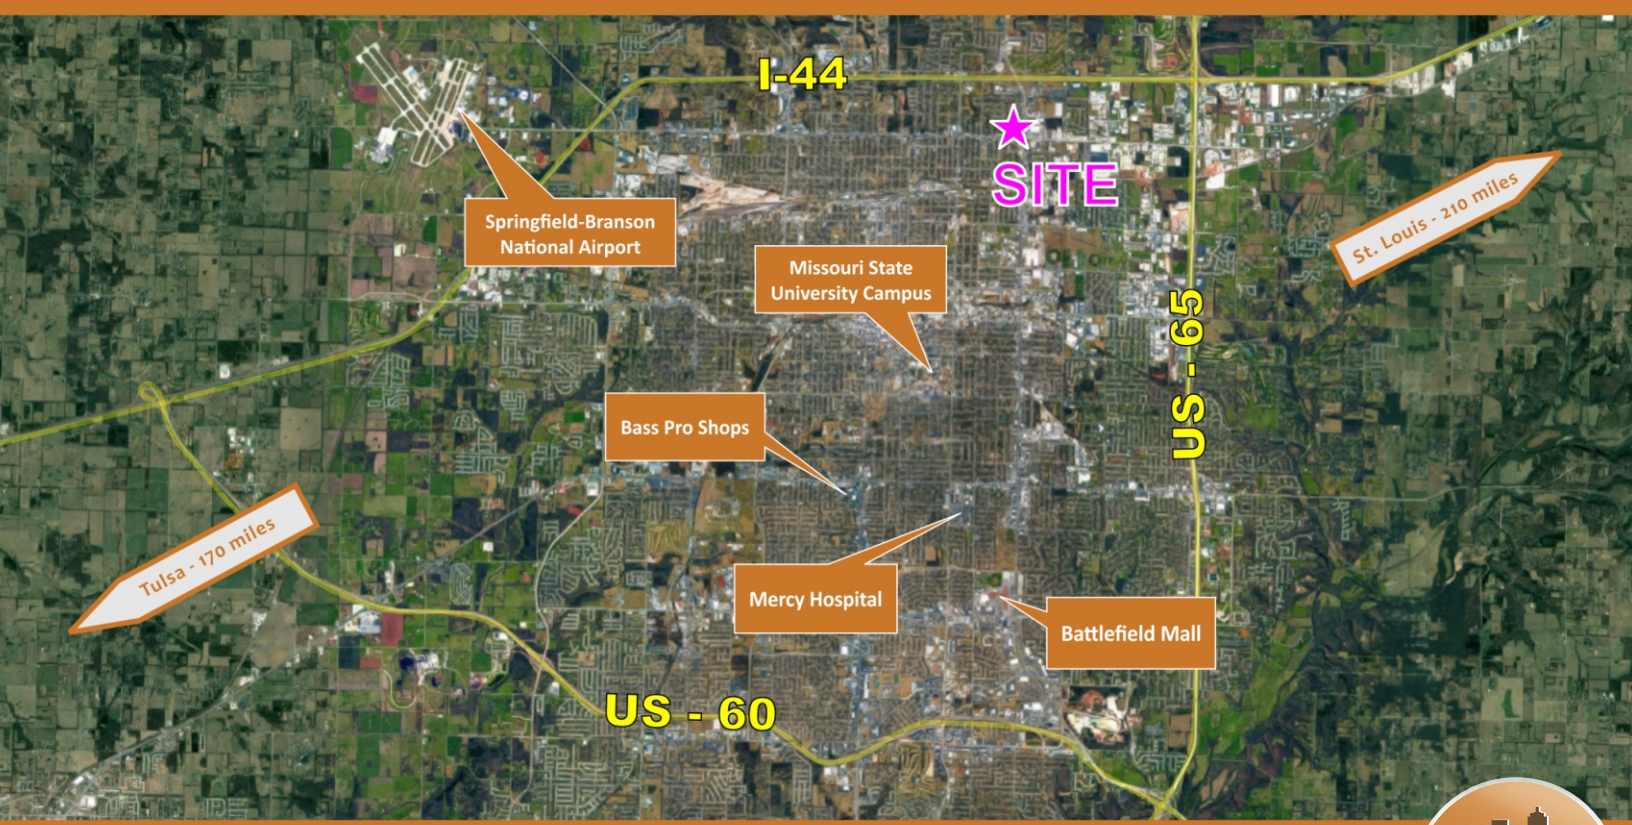 I-44
SITE
Springfield-Branson
National Airport
St. Louis - 210 miles
Missouri State
University Campus
US - 65
Bass Pro Shops
Tulsa - 170 miles
Mercy Hospital
Battlefield Mall
US - 60